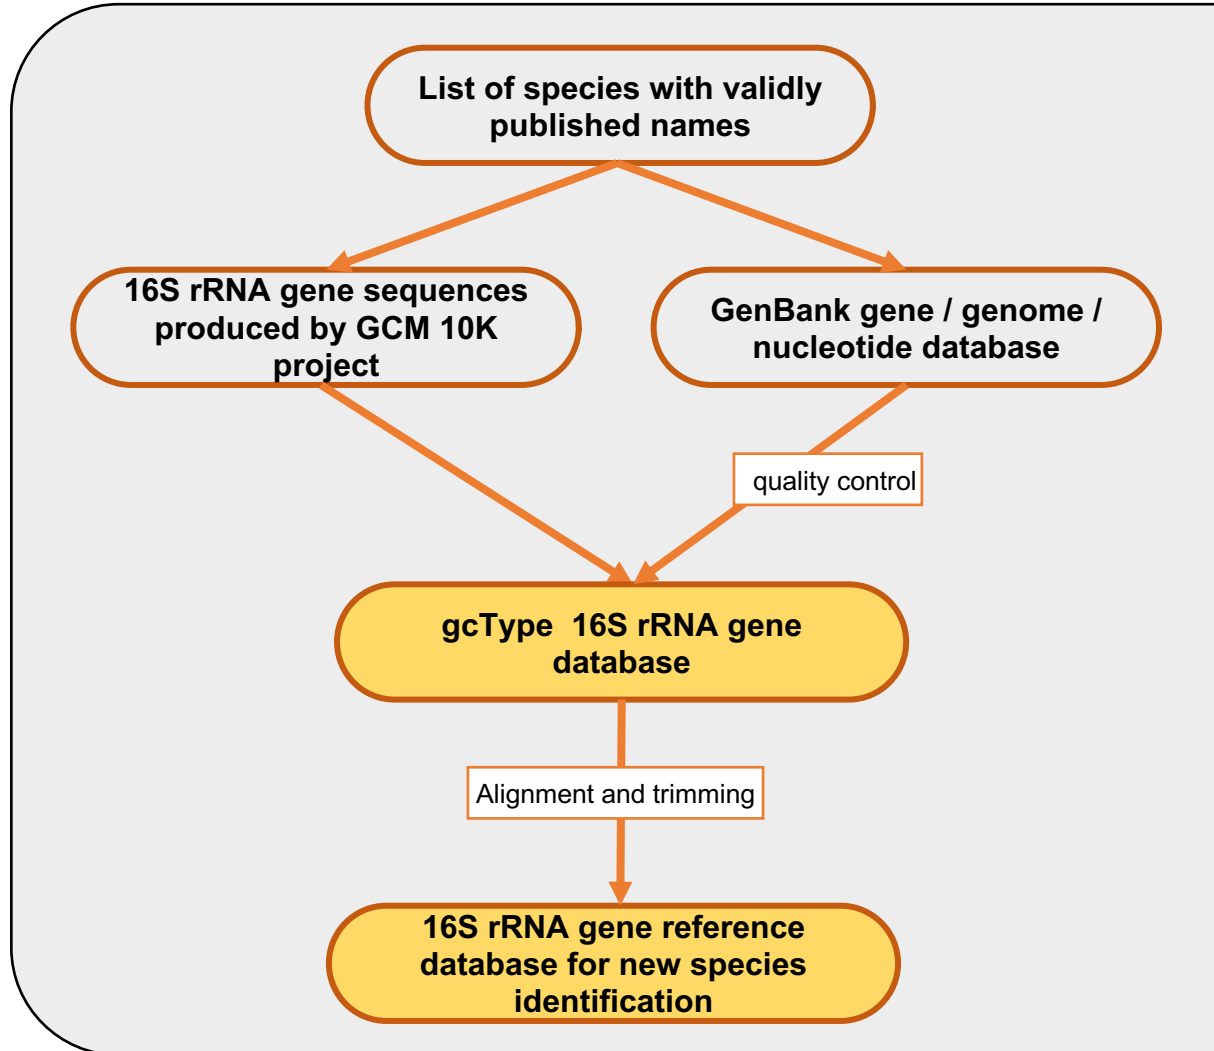 List of species with validly
published names
16S rRNA gene sequences
produced by GCM 10K
project
GenBank gene / genome /
nucleotide database
quality control
gcType 16S rRNA gene
database
Alignment and trimming
16S rRNA gene reference
database for new species
identification